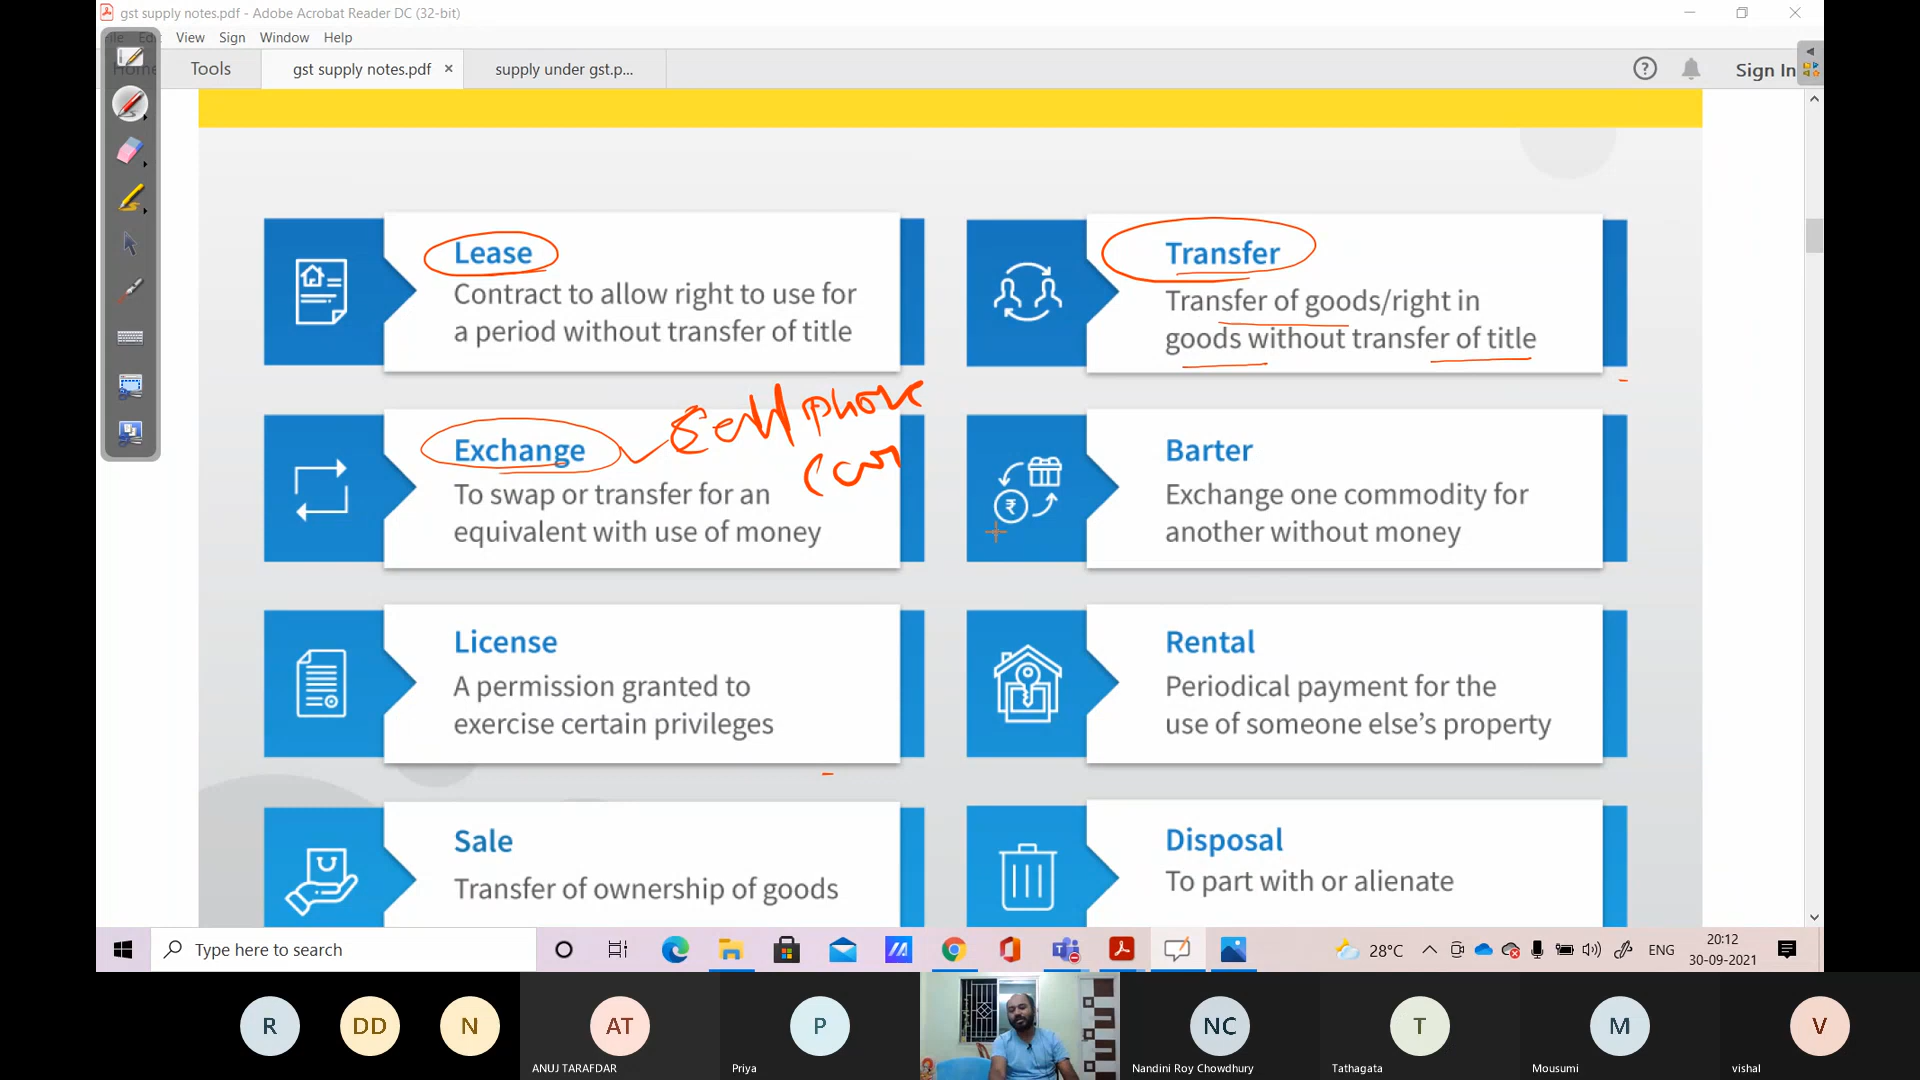 gst supply notes.pdf - Adobe Acrobat Reader DC (32-bit)
View Sign Window Help
Tools gst supply notes.pdf × supply under gst.p... Sign In
Lease
Contract to allow right to use for
a period without transfer of title
Transfer
Transfer of goods/right in
goods without transfer of title
Exchange
To swap or transfer for an
equivalent with use of money
Cell phone
car
Barter
Exchange one commodity for
another without money
License
A permission granted to
exercise certain privileges
Rental
Periodical payment for the
use of someone else's property
Sale
Transfer of ownership of goods
Disposal
To part with or alienate
Type here to search
28°C
ENG
20:12
30-09-2021
R
DD
N
AT
ANUJ TARAFDAR
P
Priya
NC
Nandini Roy Chowdhury
T
Tathagata
M
Mousumi
V
vishal